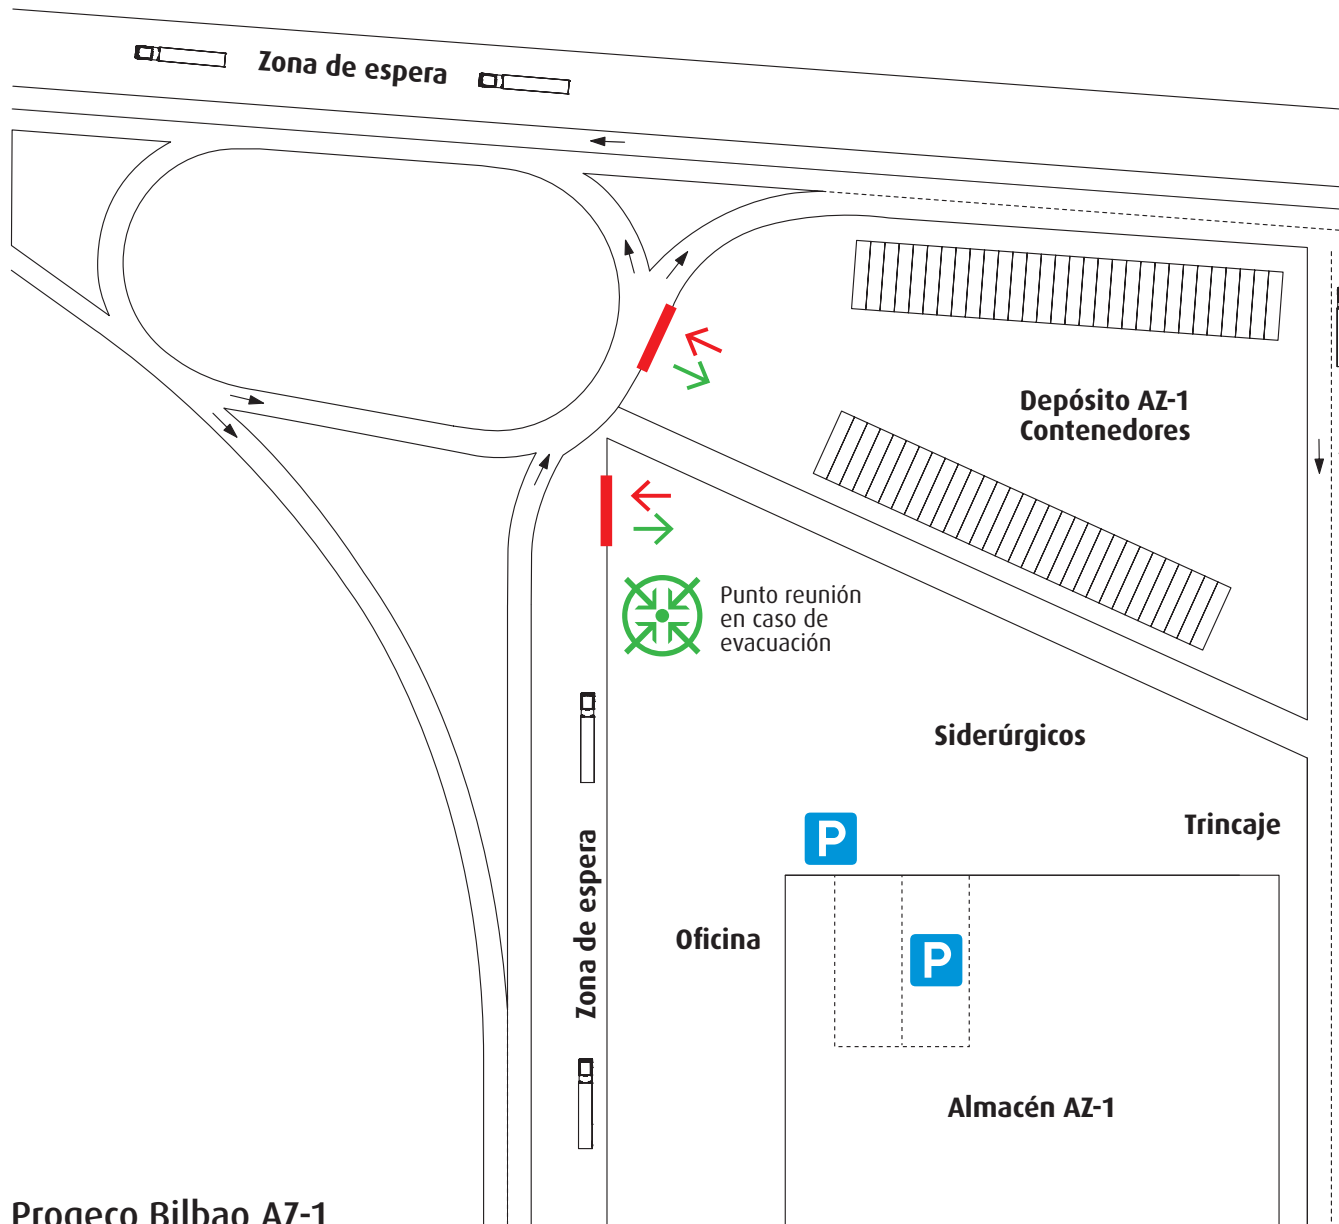 Zona de espera
Depósito AZ-1
Contenedores
Punto reunión
en caso de
evacuación
Siderúrgicos
Trincaje
P
Zona de espera
Oficina
P
Almacén AZ-1
Progeco Bilbao AZ-1